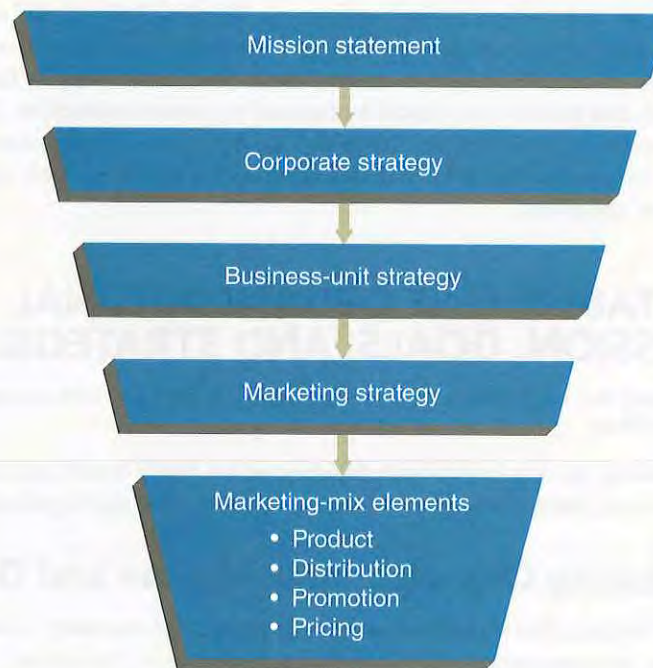 Mission statement
Corporate strategy
Business-unit strategy
Marketing strategy
Marketing-mix elements
• Product
• Distribution
• Promotion
• Pricing